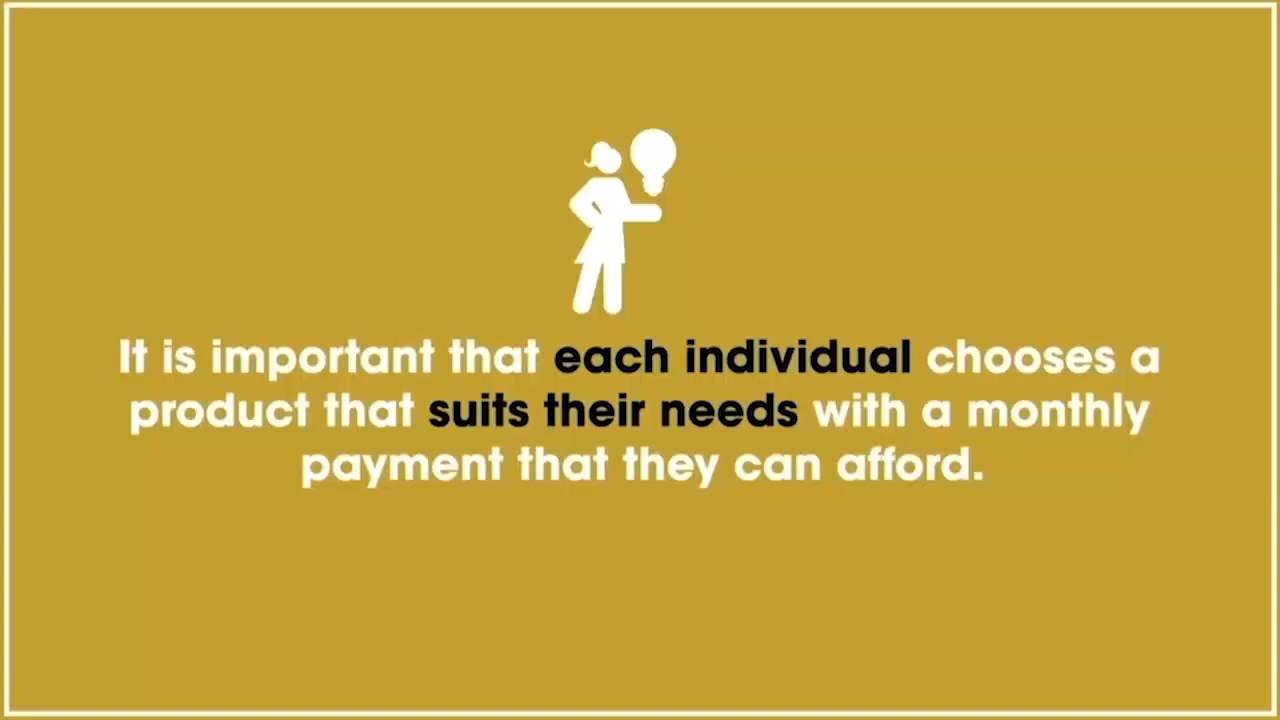 It is important that each individual chooses a
product that suits their needs with a monthly
payment that they can afford.